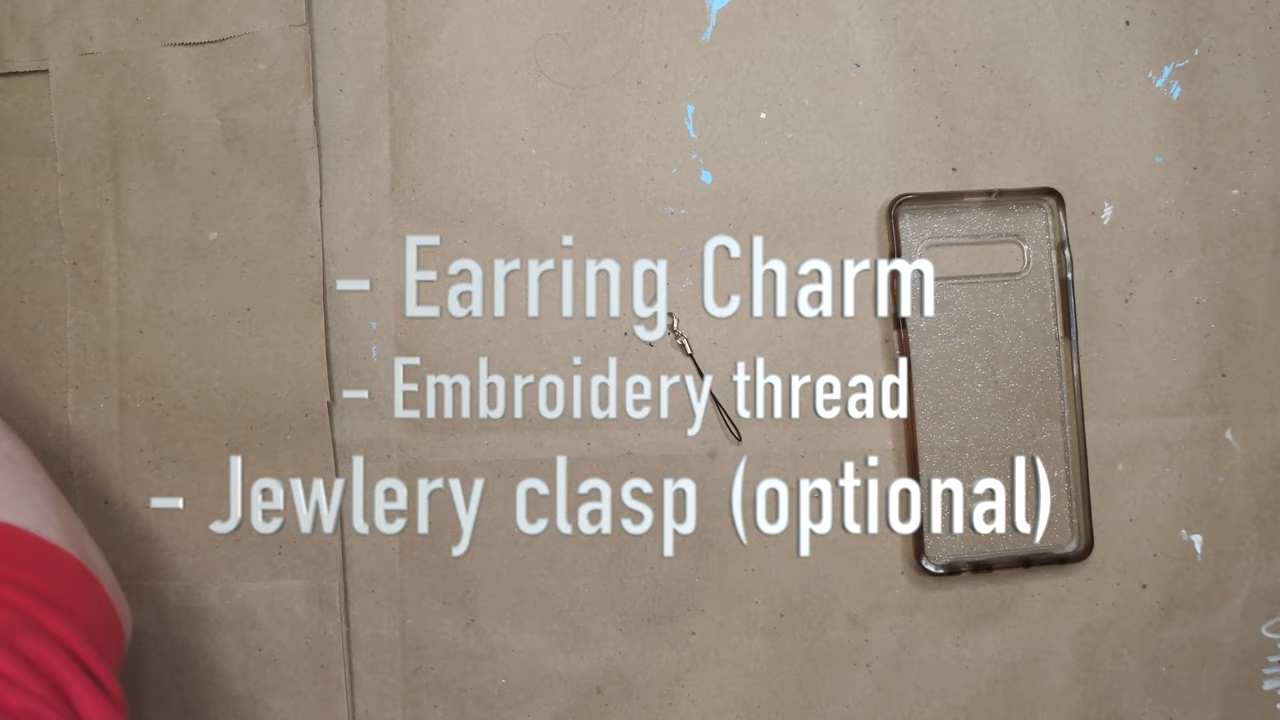 - Earring Charm
- Embroidery thread
- Jewlery clasp (optional)